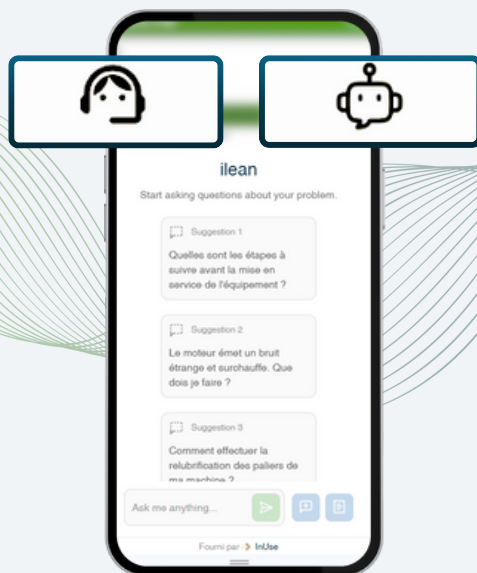 ilean
Start asking questions about your problem.
Suggestion 1
Quelles sont les étapes à
suivre avant la mise en
service de l'équipement ?
Suggestion 2
Le moteur émet un bruit
étrange et surchauffe. Que
dois je faire ?
Suggestion 3
Comment effectuer la
relubrification des paliers de
ma machine ?
Ask me anything...
Fourni par InUse